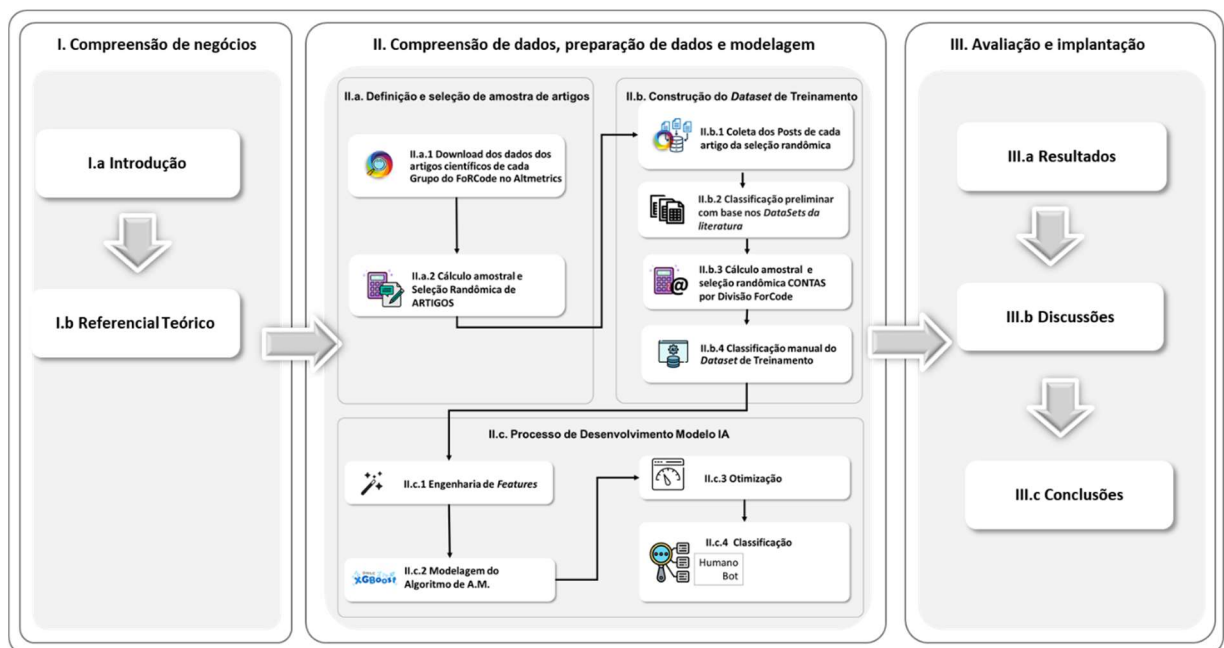 I. Compreensão de negócios
I.a Introdução
I.b Referencial Teórico
II. Compreensão de dados, preparação de dados e modelagem
II.a. Definição e seleção de amostra de artigos
II.a.1 Download dos dados dos
artigos científicos de cada
Grupo do FoRCode no Altmetrics
II.a.2 Cálculo amostral e
Seleção Randômica de
ARTIGOS
II.b. Construção do Dataset de Treinamento
II.b.1 Coleta dos Posts de cada
artigo da seleção randômica
II.b.2 Classificação preliminar
com base nos DataSets da
literatura
II.b.3 Cálculo amostral e
seleção randômica CONTAS
por Divisão ForCode
@
II.b.4 Classificação manual do
Dataset de Treinamento
II.c. Processo de Desenvolvimento Modelo IA
II.c.1 Engenharia de Features
XGBoost
II.c.2 Modelagem do
Algoritmo de A.M.
II.c.3 Otimização
II.c.4 Classificação
Humano
Bot
III. Avaliação e implantação
III.a Resultados
III.b Discussões
III.c Conclusões